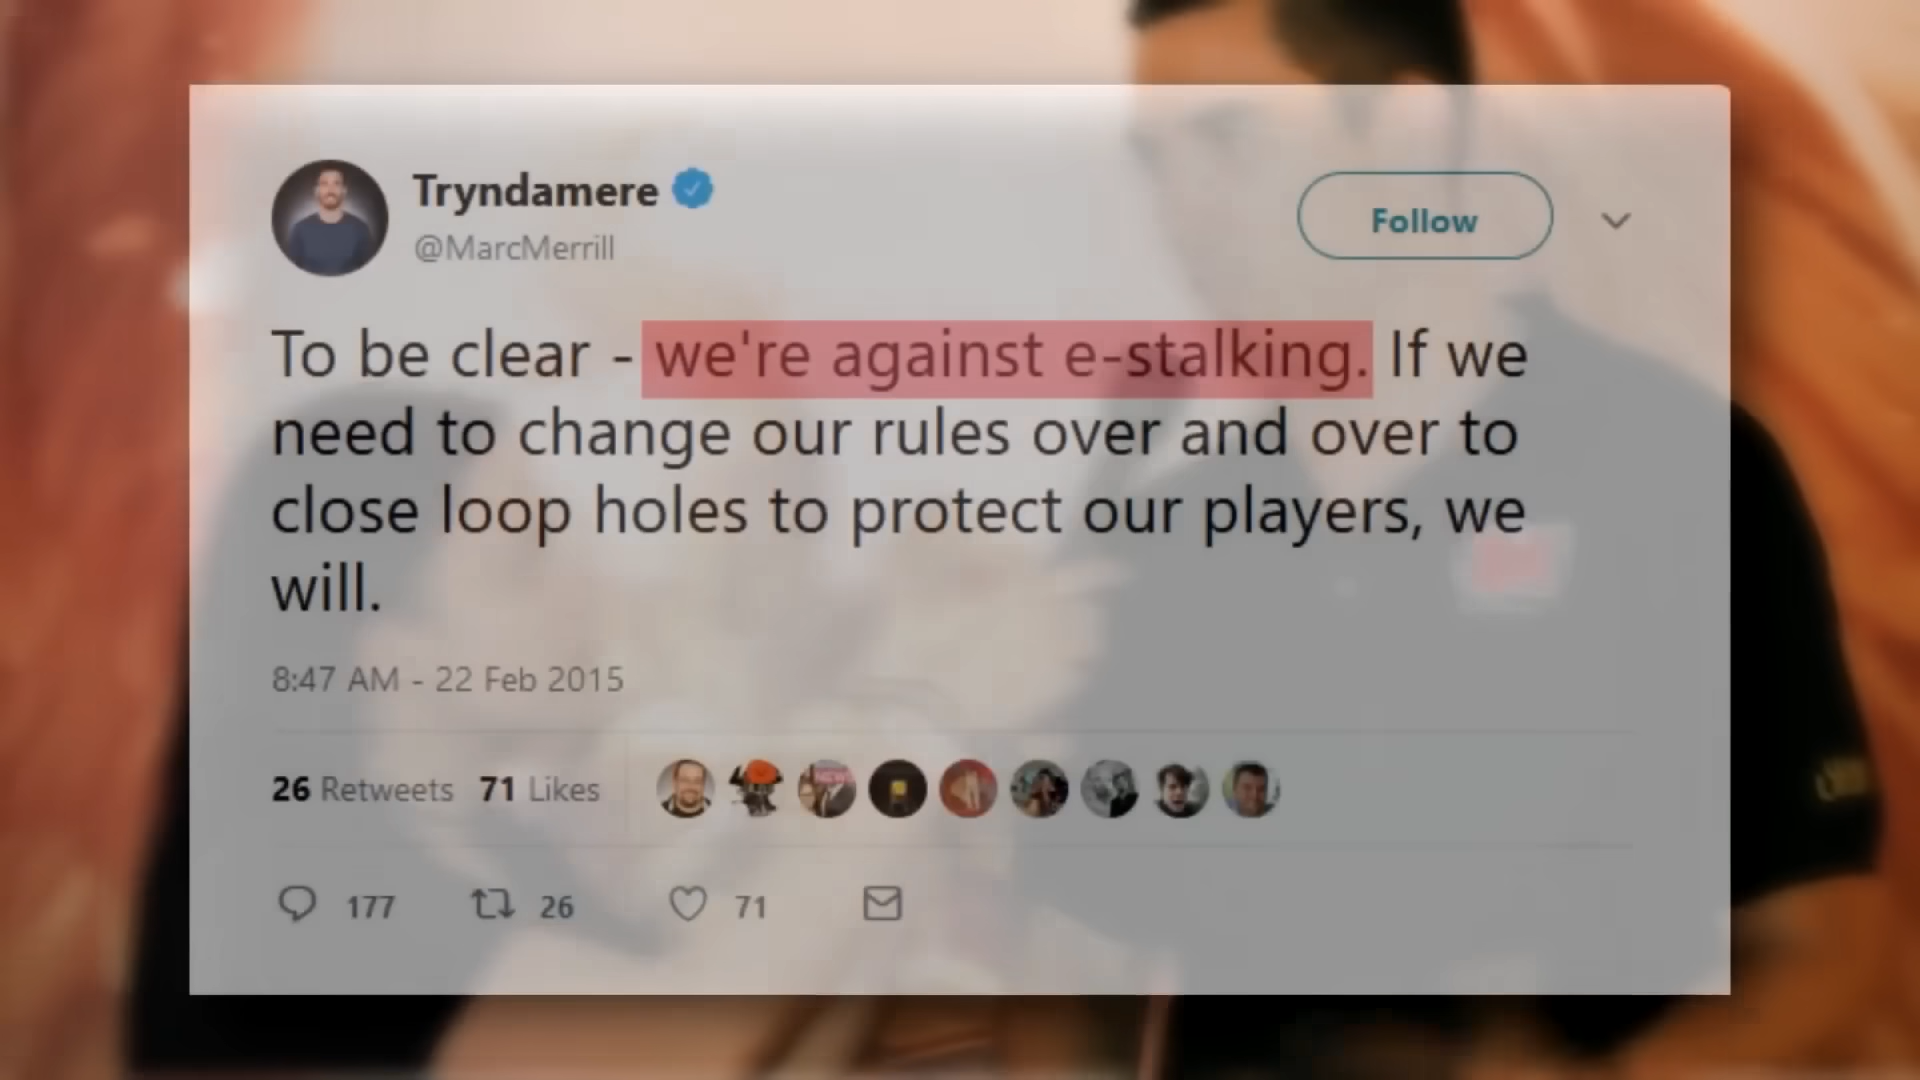 Tryndamere
@MarcMerrill
Follow
To be clear - we're against e-stalking. If we
need to change our rules over and over to
close loop holes to protect our players, we
will.
8:47 AM - 22 Feb 2015
26 Retweets 71 Likes
177 26 71